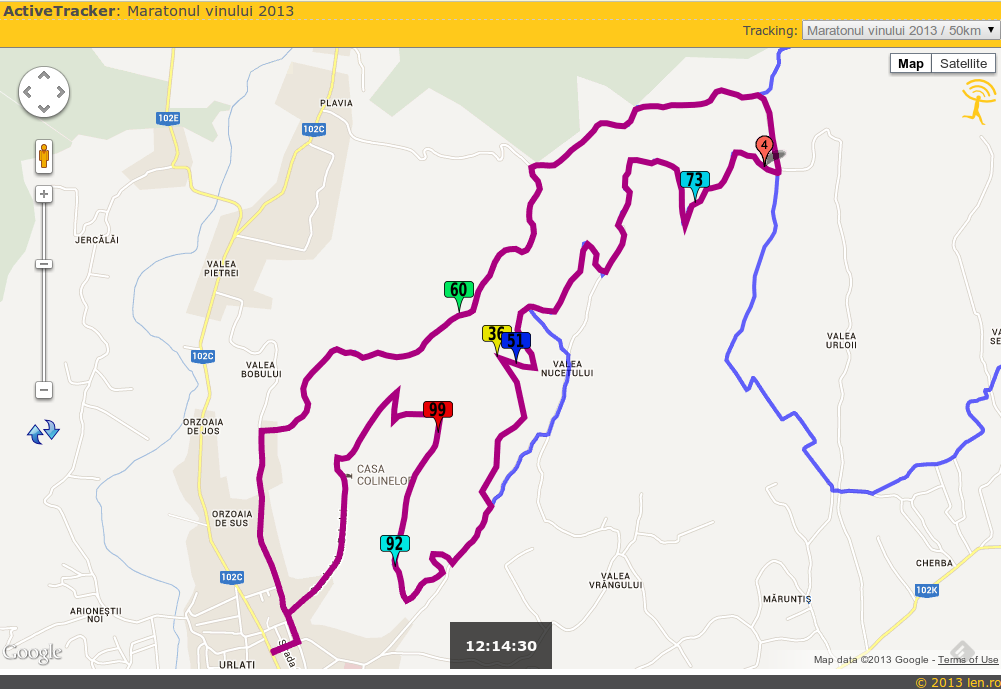 ActiveTracker: Maratonul vinului 2013
Tracking: Maratonul vinului 2013 / 50km
Map Satellite
PLAVIA
102E
102C
4
73
JERCĂLĂI
VALEA
PIETREI
60
36
51
VALEA
URLOII
102C
VALEA
BOBULUI
VALEA
NUCETULUI
99
ORZOAIA
DE JOS
CASA
COLINELOR
ORZOAIA
DE SUS
92
102C
VALEA
VRÂNGULUI
CHERBA
102K
MĂRUNȚIȘ
ARIONEȘTII
NOI
12:14:30
Google
URLATI
Map data ©2013 Google - Terms of Use
© 2013 len.ro